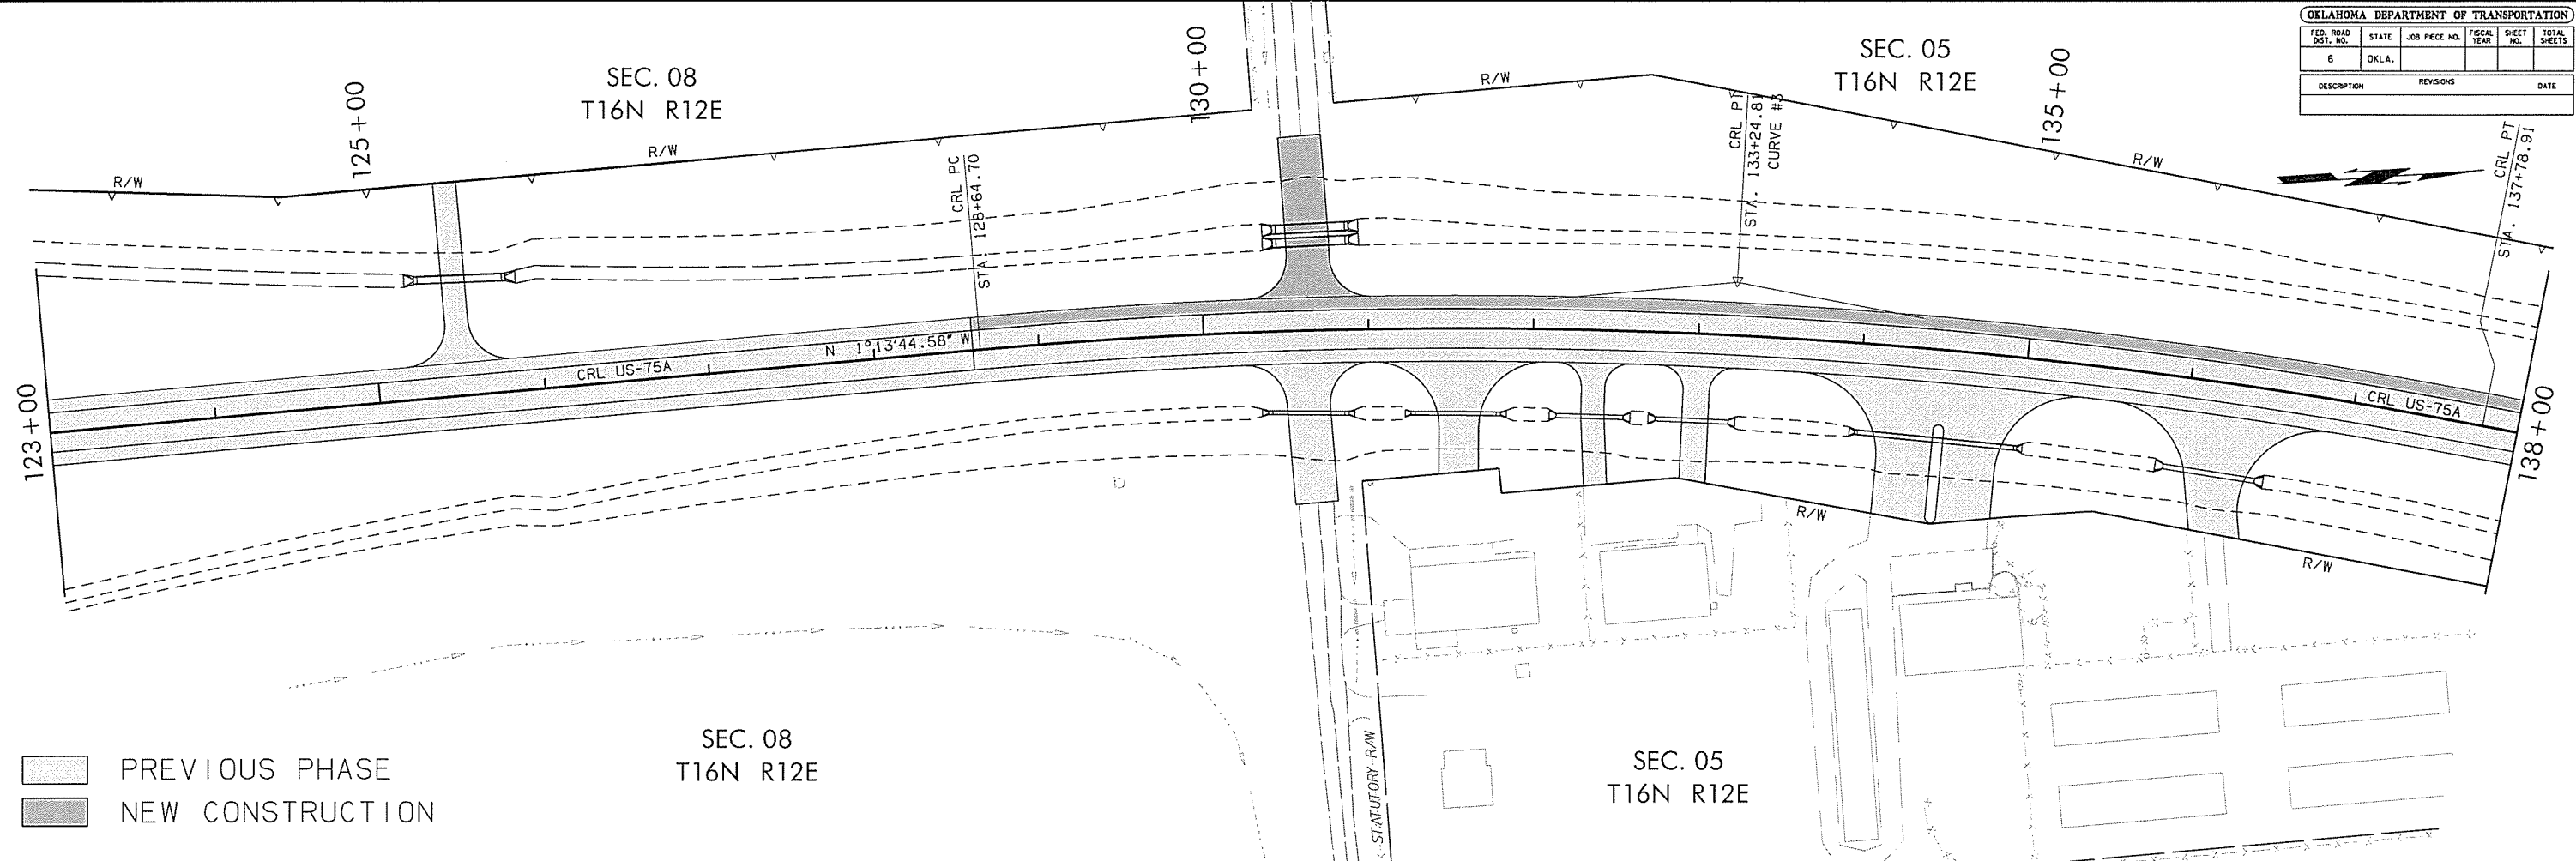 OKLAHOMA DEPARTMENT OF TRANSPORTATION
FED. ROAD DIST. NO.
STATE
JOB PIECE NO.
FISCAL YEAR
SHEET NO.
TOTAL SHEETS
6
OKLA.
DESCRIPTION
REVISIONS
DATE
SEC. 08
T16N R12E
SEC. 05
T16N R12E
125+00
130+00
135+00
R/W
R/W
R/W
R/W
CRL PC
STA. 128+64.70
CRL PI
STA. 133+24.81
CURVE #3
CRL PT
STA. 137+78.91
N 1°13'44.58" W
CRL US-75A
CRL US-75A
123+00
138+00
R/W
R/W
STATUTORY R/W
SEC. 08
T16N R12E
SEC. 05
T16N R12E
PREVIOUS PHASE
NEW CONSTRUCTION